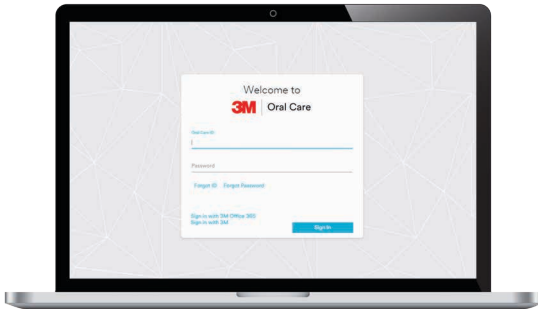 Welcome to
3M Oral Care
Password
Forgot ID Forgot Password
Sign in with 3M Office 365
Sign in with 3M
Sign In